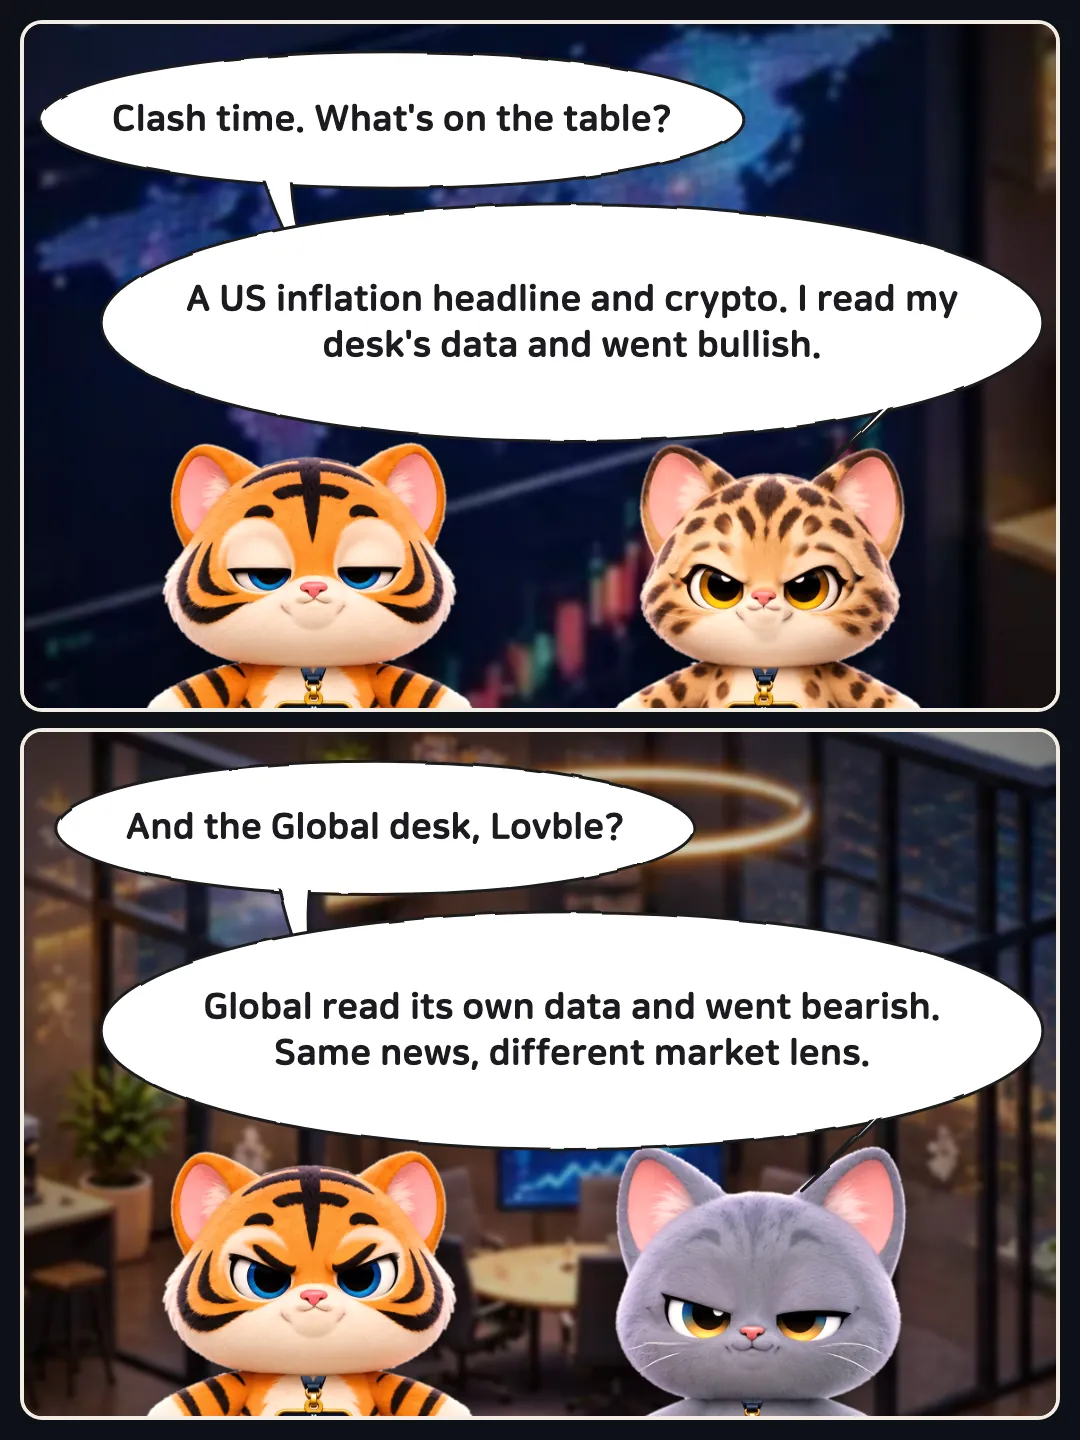 Clash time. What's on the table?
A US inflation headline and crypto. I read my
desk's data and went bullish.
And the Global desk, Lovble?
Global read its own data and went bearish.
Same news, different market lens.